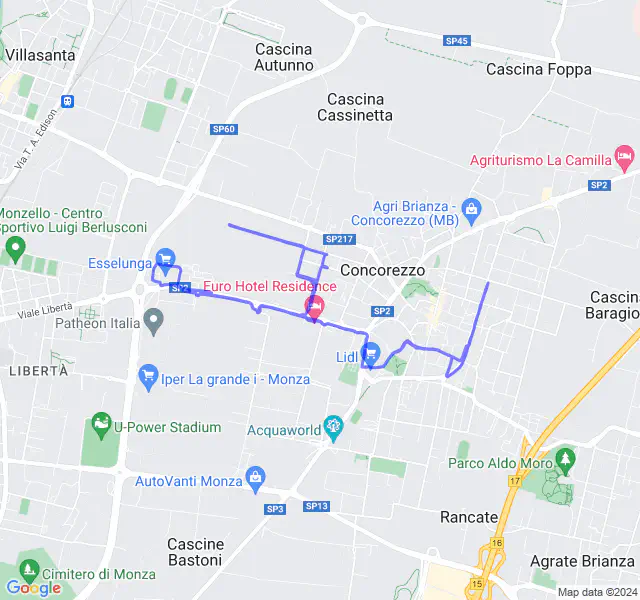 SP45
Villasanta
Cascina
Autunno
Cascina Foppa
Via T. A. Edison
Cascina
Cassinetta
SP60
Agriturismo La Camilla
SP2
Agri Brianza -
Concorezzo (MB)
Monzello - Centro
Sportivo Luigi Berlusconi
SP217
Esselunga
Concorezzo
SP2
Euro Hotel Residence
Cascina
Baragio
Viale Libertà
Patheon Italia
SP2
Lidl
LIBERTÀ
Iper La grande i - Monza
U-Power Stadium
Acquaworld
Parco Aldo Moro
AutoVanti Monza
17
SP3
SP13
Rancate
Cascine
Bastoni
16
Agrate Brianza
Cimitero di Monza
15
Google
Map data ©2024